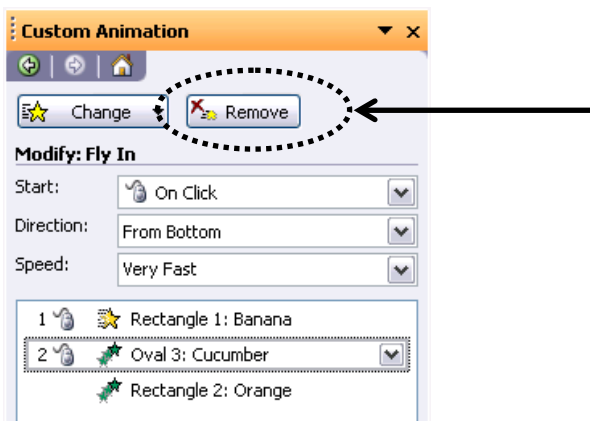 Custom Animation
Change Remove
Modify: Fly In
Start: On Click
Direction: From Bottom
Speed: Very Fast
1 Rectangle 1: Banana
2 Oval 3: Cucumber
Rectangle 2: Orange